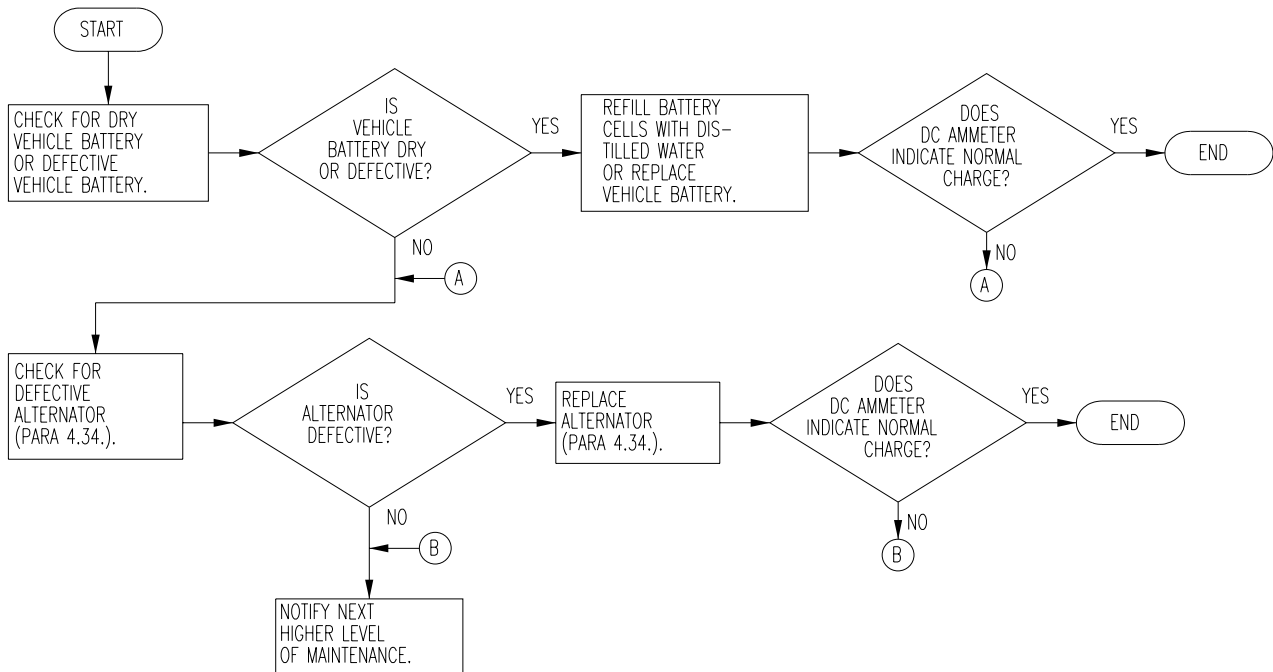 START
CHECK FOR DRY
VEHICLE BATTERY
OR DEFECTIVE
VEHICLE BATTERY.
IS
VEHICLE
BATTERY DRY
OR DEFECTIVE?
YES
NO
A
REFILL BATTERY
CELLS WITH DIS-
TILLED WATER
OR REPLACE
VEHICLE BATTERY.
DOES
DC AMMETER
INDICATE NORMAL
CHARGE?
YES
END
NO
A
CHECK FOR
DEFECTIVE
ALTERNATOR
(PARA 4.34.).
IS
ALTERNATOR
DEFECTIVE?
YES
NO
B
REPLACE
ALTERNATOR
(PARA 4.34.).
DOES
DC AMMETER
INDICATE NORMAL
CHARGE?
YES
END
NO
B
NOTIFY NEXT
HIGHER LEVEL
OF MAINTENANCE.